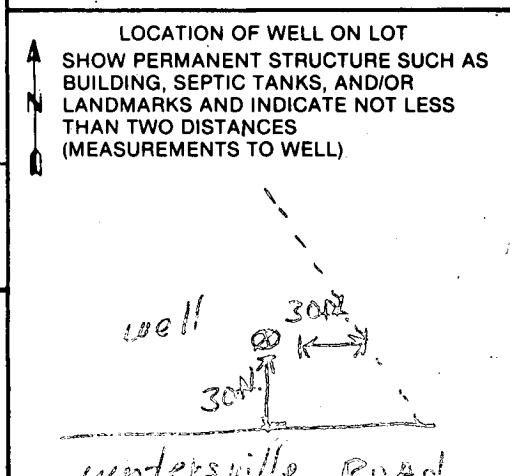 LOCATION OF WELL ON LOT
SHOW PERMANENT STRUCTURE SUCH AS
BUILDING, SEPTIC TANKS, AND/OR
N LANDMARKS AND INDICATE NOT LESS
THAN TWO DISTANCES
(MEASUREMENTS TO WELL)
well
30ft.
30ft.
Road